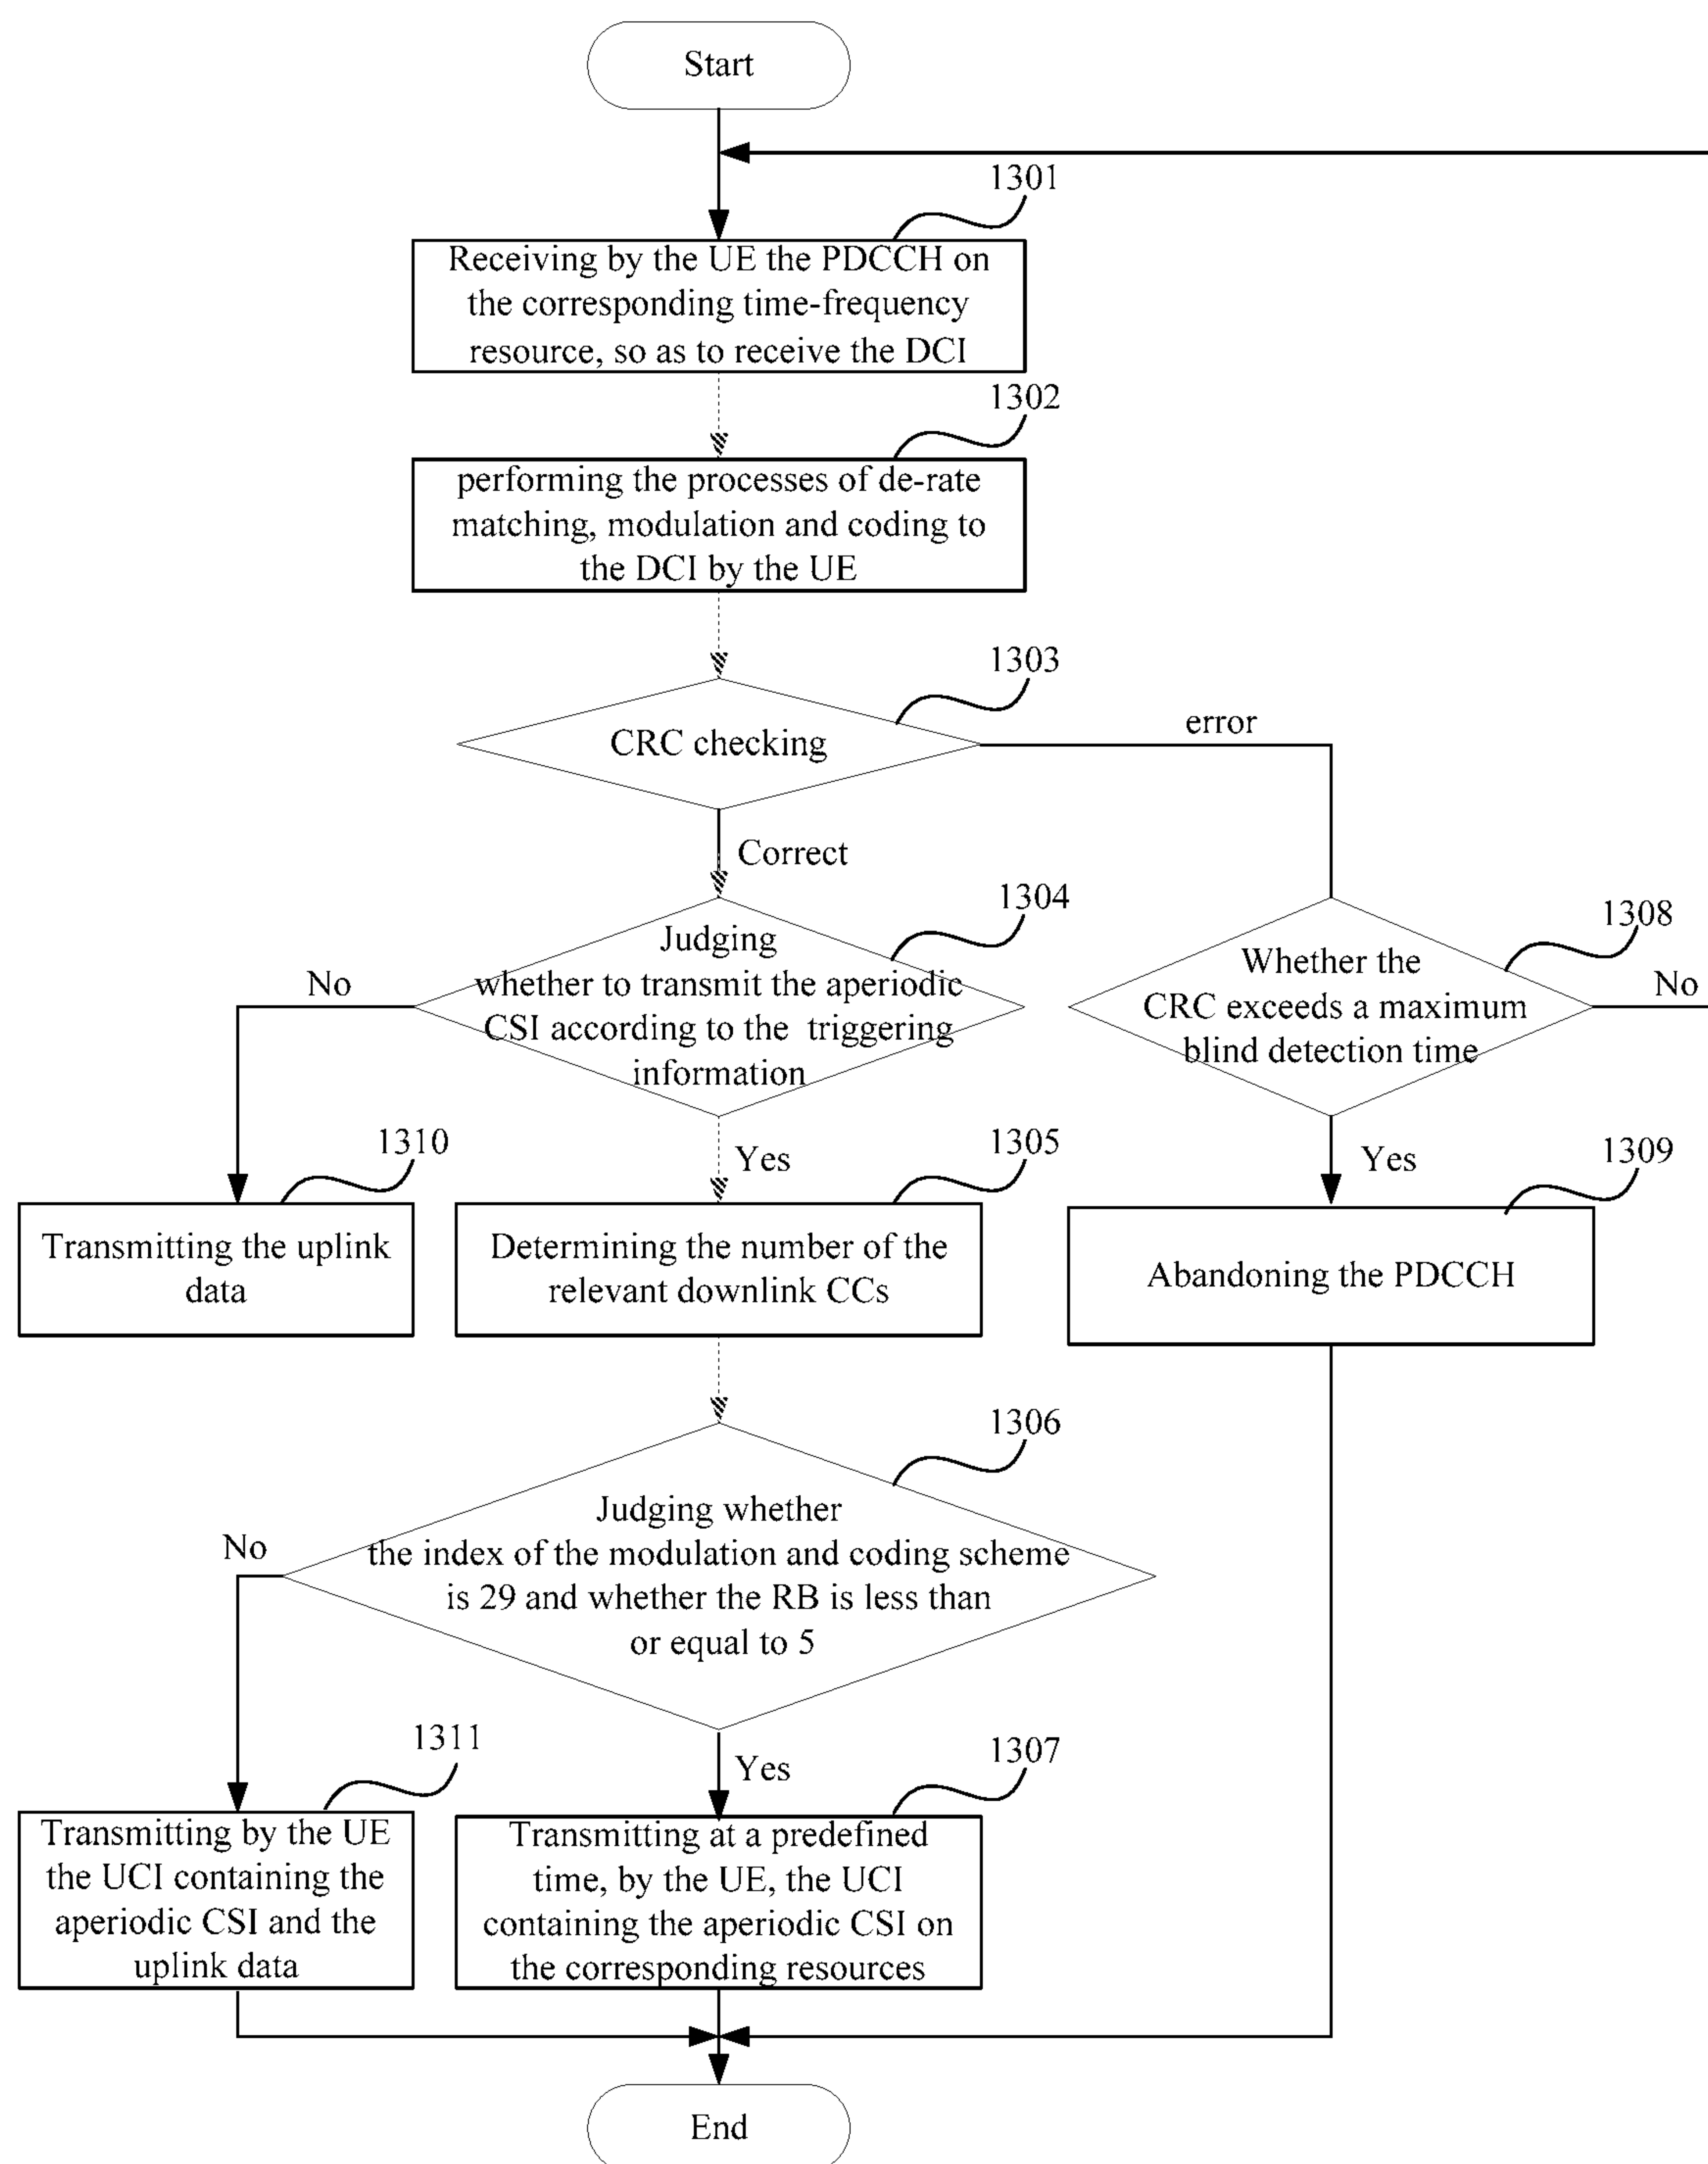 Start
1301
Receiving by the UE the PDCCH on
the corresponding time-frequency
resource, so as to receive the DCI
1302
performing the processes of de-rate
matching, modulation and coding to
the DCI by the UE
1303
CRC checking
error
Correct
1304
Judging
whether to transmit the aperiodic
CSI according to the triggering
information
No
1308
Whether the
CRC exceeds a maximum
blind detection time
No
1310
Transmitting the uplink
data
Yes
1305
Determining the number of the
relevant downlink CCs
Yes
1309
Abandoning the PDCCH
1306
Judging whether
the index of the modulation and coding scheme
is 29 and whether the RB is less than
or equal to 5
No
1311
Transmitting by the UE
the UCI containing the
aperiodic CSI and the
uplink data
Yes
1307
Transmitting at a predefined
time, by the UE, the UCI
containing the aperiodic CSI on
the corresponding resources
End